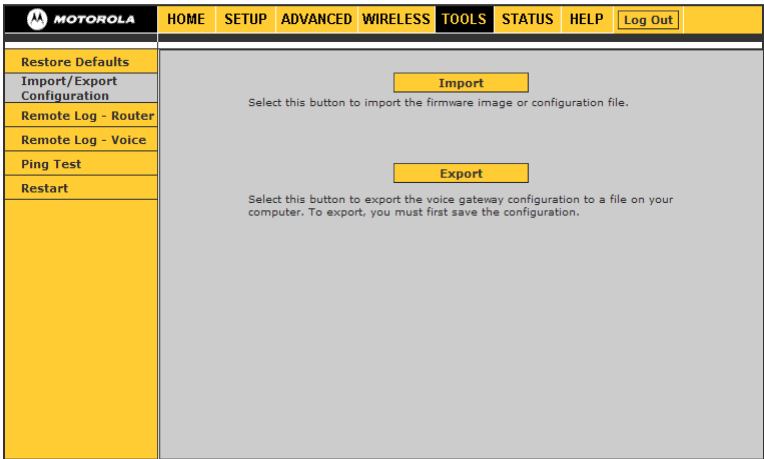 MOTOROLA HOME SETUP ADVANCED WIRELESS TOOLS STATUS HELP Log Out
Restore Defaults
Import/Export
Configuration
Remote Log - Router
Remote Log - Voice
Ping Test
Restart
Import
Select this button to import the firmware image or configuration file.
Export
Select this button to export the voice gateway configuration to a file on your
computer. To export, you must first save the configuration.